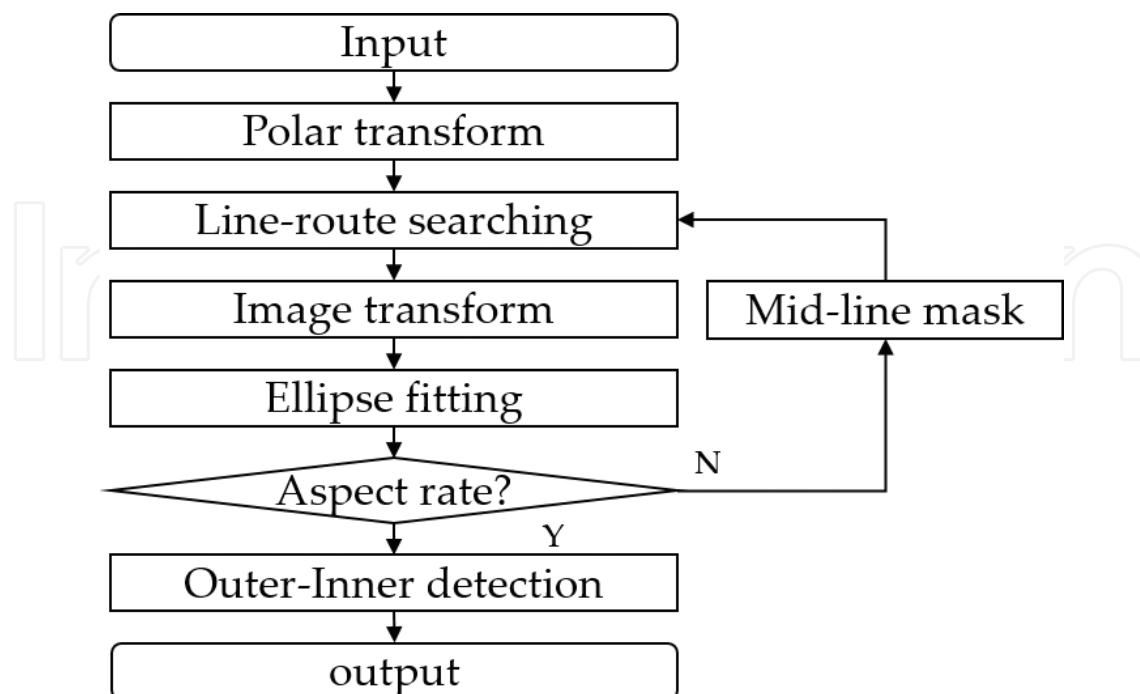 Input
Polar transform
Line-route searching
Image transform
Mid-line mask
Ellipse fitting
Aspect rate?
N
Y
Outer-Inner detection
output